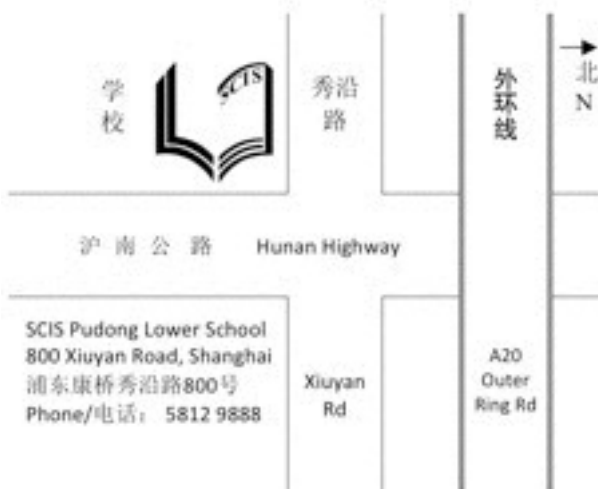 学
校
SCIS
秀沿
路
外
环
线
北
N
沪南公路 Hunan Highway
SCIS Pudong Lower School
800 Xiuyan Road, Shanghai
浦东康桥秀沿路800号
Phone/电话： 5812 9888
Xiuyan
Rd
A20
Outer
Ring Rd